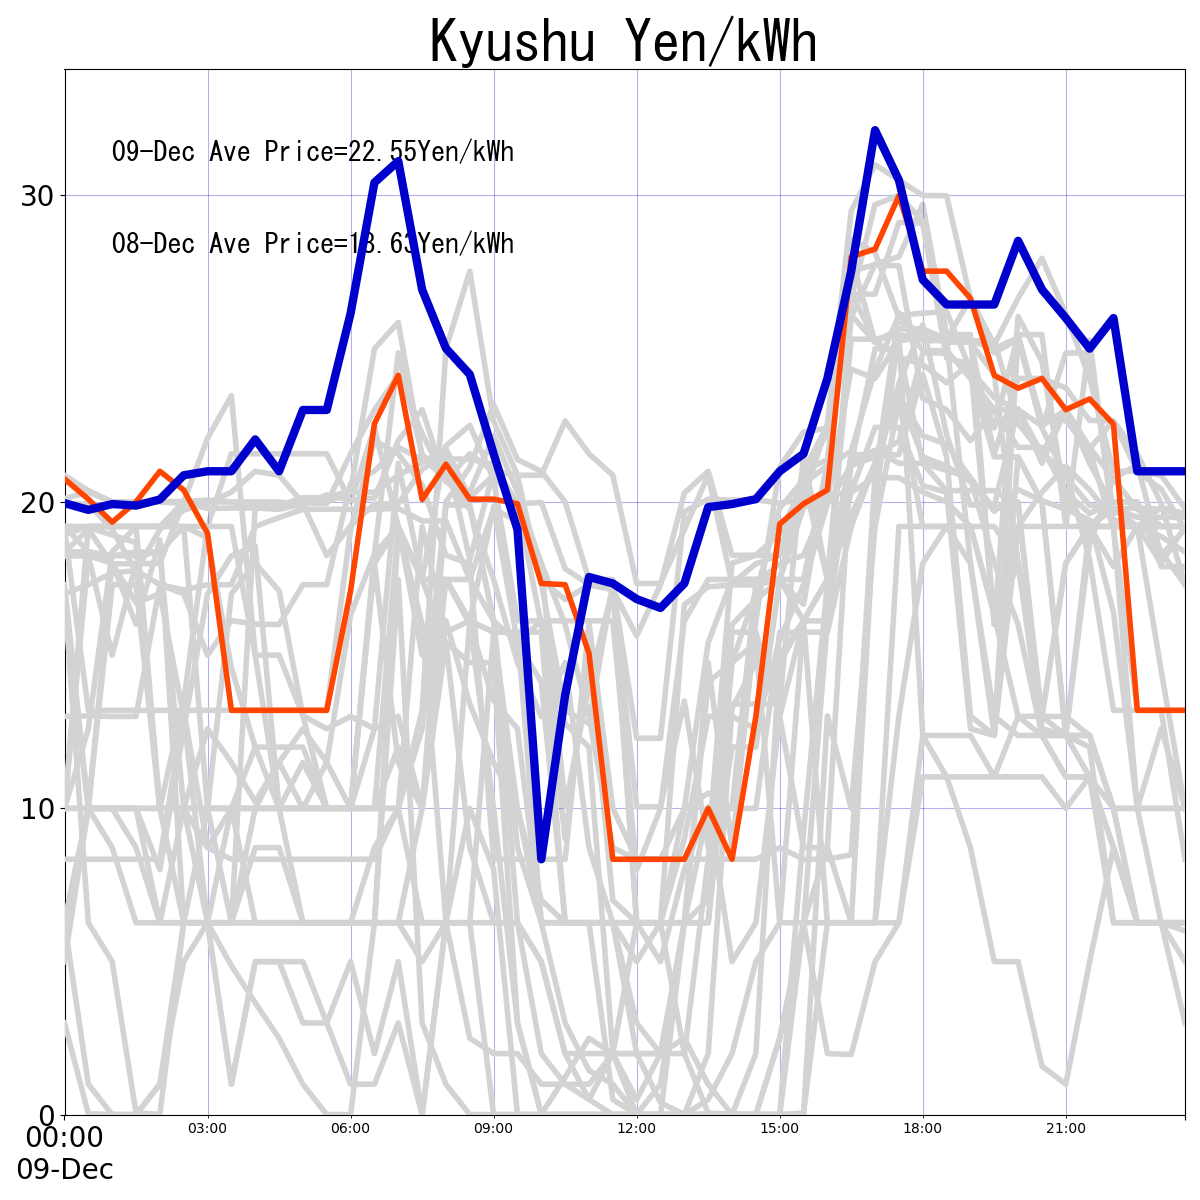 Kyushu Yen/kWh
09-Dec Ave Price=22.55Yen/kWh
08-Dec Ave Price=18.63Yen/kWh
30
20
10
0
00:00 03:00 06:00 09:00 12:00 15:00 18:00 21:00
09-Dec